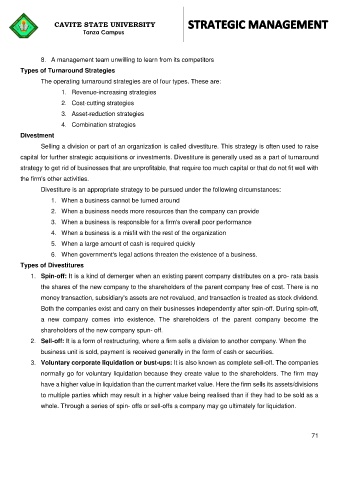 CAVITE STATE UNIVERSITY
Tanza Campus
STRATEGIC MANAGEMENT
8. A management team unwilling to learn from its competitors
Types of Turnaround Strategies
The operating turnaround strategies are of four types. These are:
1. Revenue-increasing strategies
2. Cost-cutting strategies
3. Asset-reduction strategies
4. Combination strategies
Divestment
Selling a division or part of an organization is called divestiture. This strategy is often used to raise
capital for further strategic acquisitions or investments. Divestiture is generally used as a part of turnaround
strategy to get rid of businesses that are unprofitable, that require too much capital or that do not fit well with
the firm's other activities.
Divestiture is an appropriate strategy to be pursued under the following circumstances:
1. When a business cannot be turned around
2. When a business needs more resources than the company can provide
3. When a business is responsible for a firm's overall poor performance
4. When a business is a misfit with the rest of the organization
5. When a large amount of cash is required quickly
6. When government's legal actions threaten the existence of a business.
Types of Divestitures
1. Spin-off: It is a kind of demerger when an existing parent company distributes on a pro- rata basis
the shares of the new company to the shareholders of the parent company free of cost. There is no
money transaction, subsidiary's assets are not revalued, and transaction is treated as stock dividend.
Both the companies exist and carry on their businesses independently after spin-off. During spin-off,
a new company comes into existence. The shareholders of the parent company become the
shareholders of the new company spun- off.
2. Sell-off: It is a form of restructuring, where a firm sells a division to another company. When the
business unit is sold, payment is received generally in the form of cash or securities.
3. Voluntary corporate liquidation or bust-ups: It is also known as complete sell-off. The companies
normally go for voluntary liquidation because they create value to the shareholders. The firm may
have a higher value in liquidation than the current market value. Here the firm sells its assets/divisions
to multiple parties which may result in a higher value being realised than if they had to be sold as a
whole. Through a series of spin- offs or sell-offs a company may go ultimately for liquidation.
71